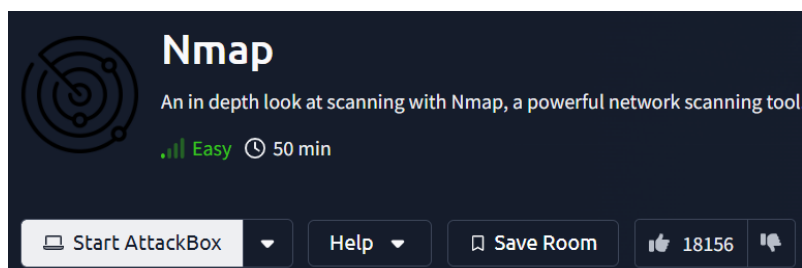 Nmap
An in depth look at scanning with Nmap, a powerful network scanning tool
Easy 50 min
Start AttackBox Help Save Room 18156